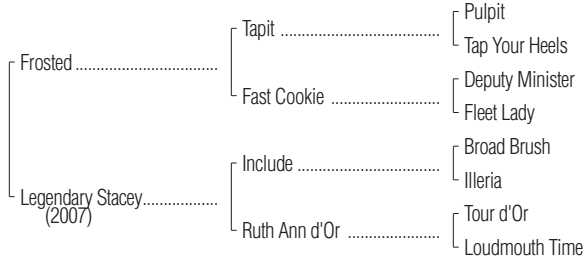 Pulpit
Tapit ..............................
Tap Your Heels
Frosted ..........................
Deputy Minister
Fast Cookie .....................
Fleet Lady
Broad Brush
Include ...........................
Illeria
Legendary Stacey..............
(2007)
Tour d'Or
Ruth Ann d'Or .................
Loudmouth Time